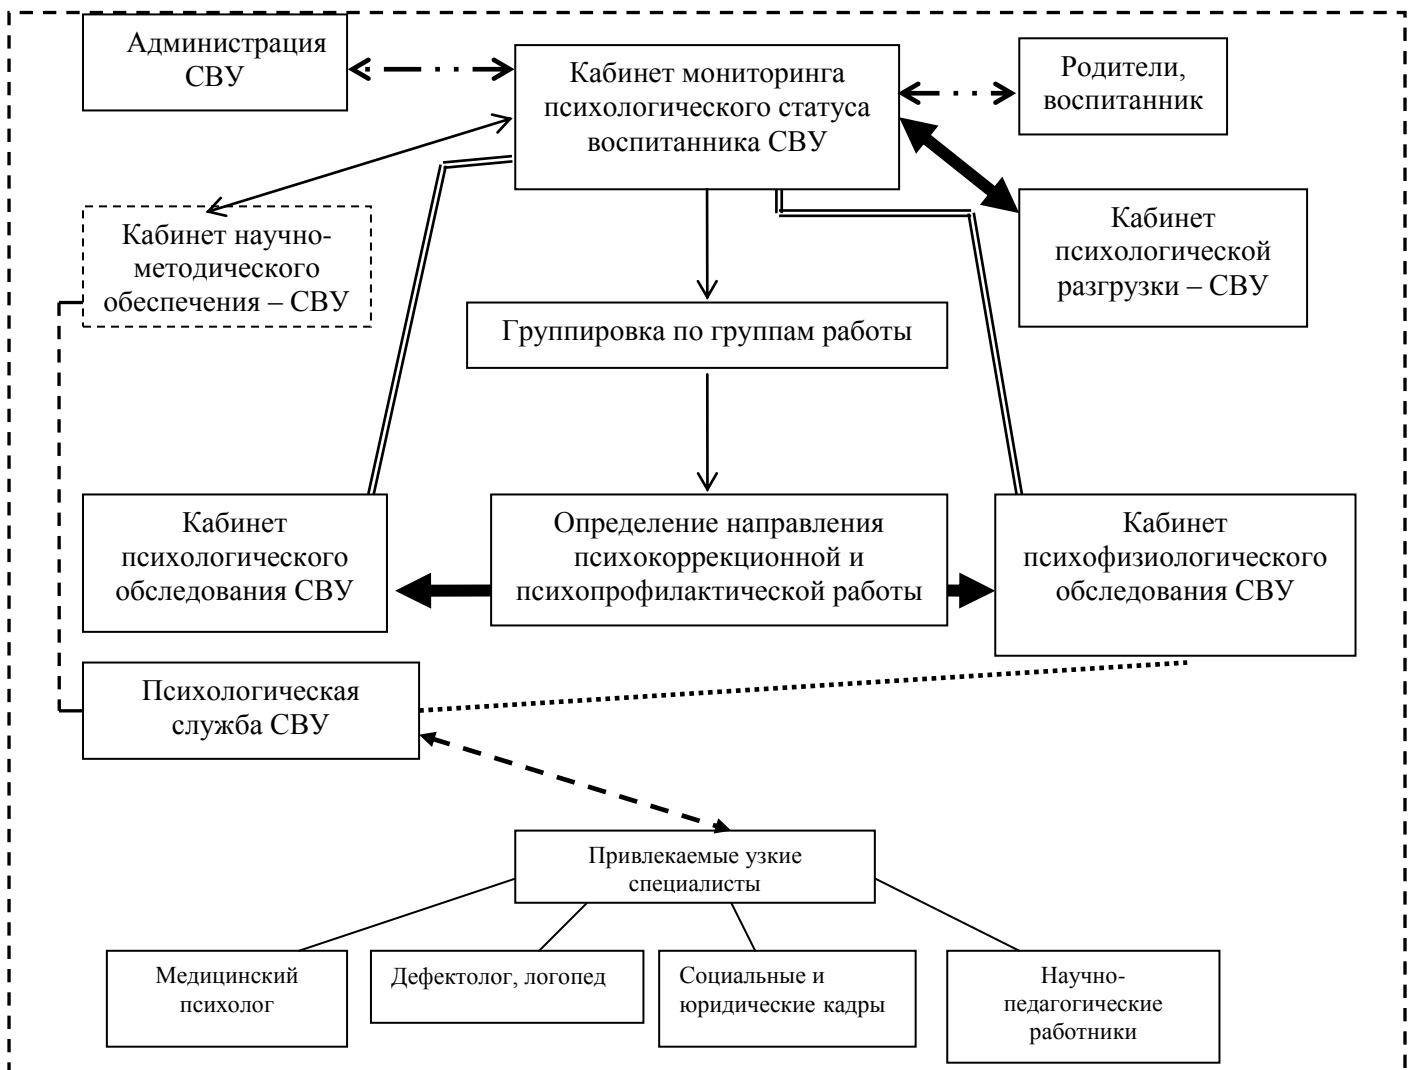 Администрация
СВУ
Кабинет мониторинга
психологического статуса
воспитанника СВУ
Родители,
воспитанник
Кабинет научно-
методического
обеспечения – СВУ
Кабинет
психологической
разгрузки – СВУ
Группировка по группам работы
Кабинет
психологического
обследования СВУ
Определение направления
психокоррекционной и
психопрофилактической работы
Кабинет
психофизиологического
обследования СВУ
Психологическая
служба СВУ
Привлекаемые узкие
специалисты
Медицинский
психолог
Дефектолог, логопед
Социальные и
юридические кадры
Научно-
педагогические
работники